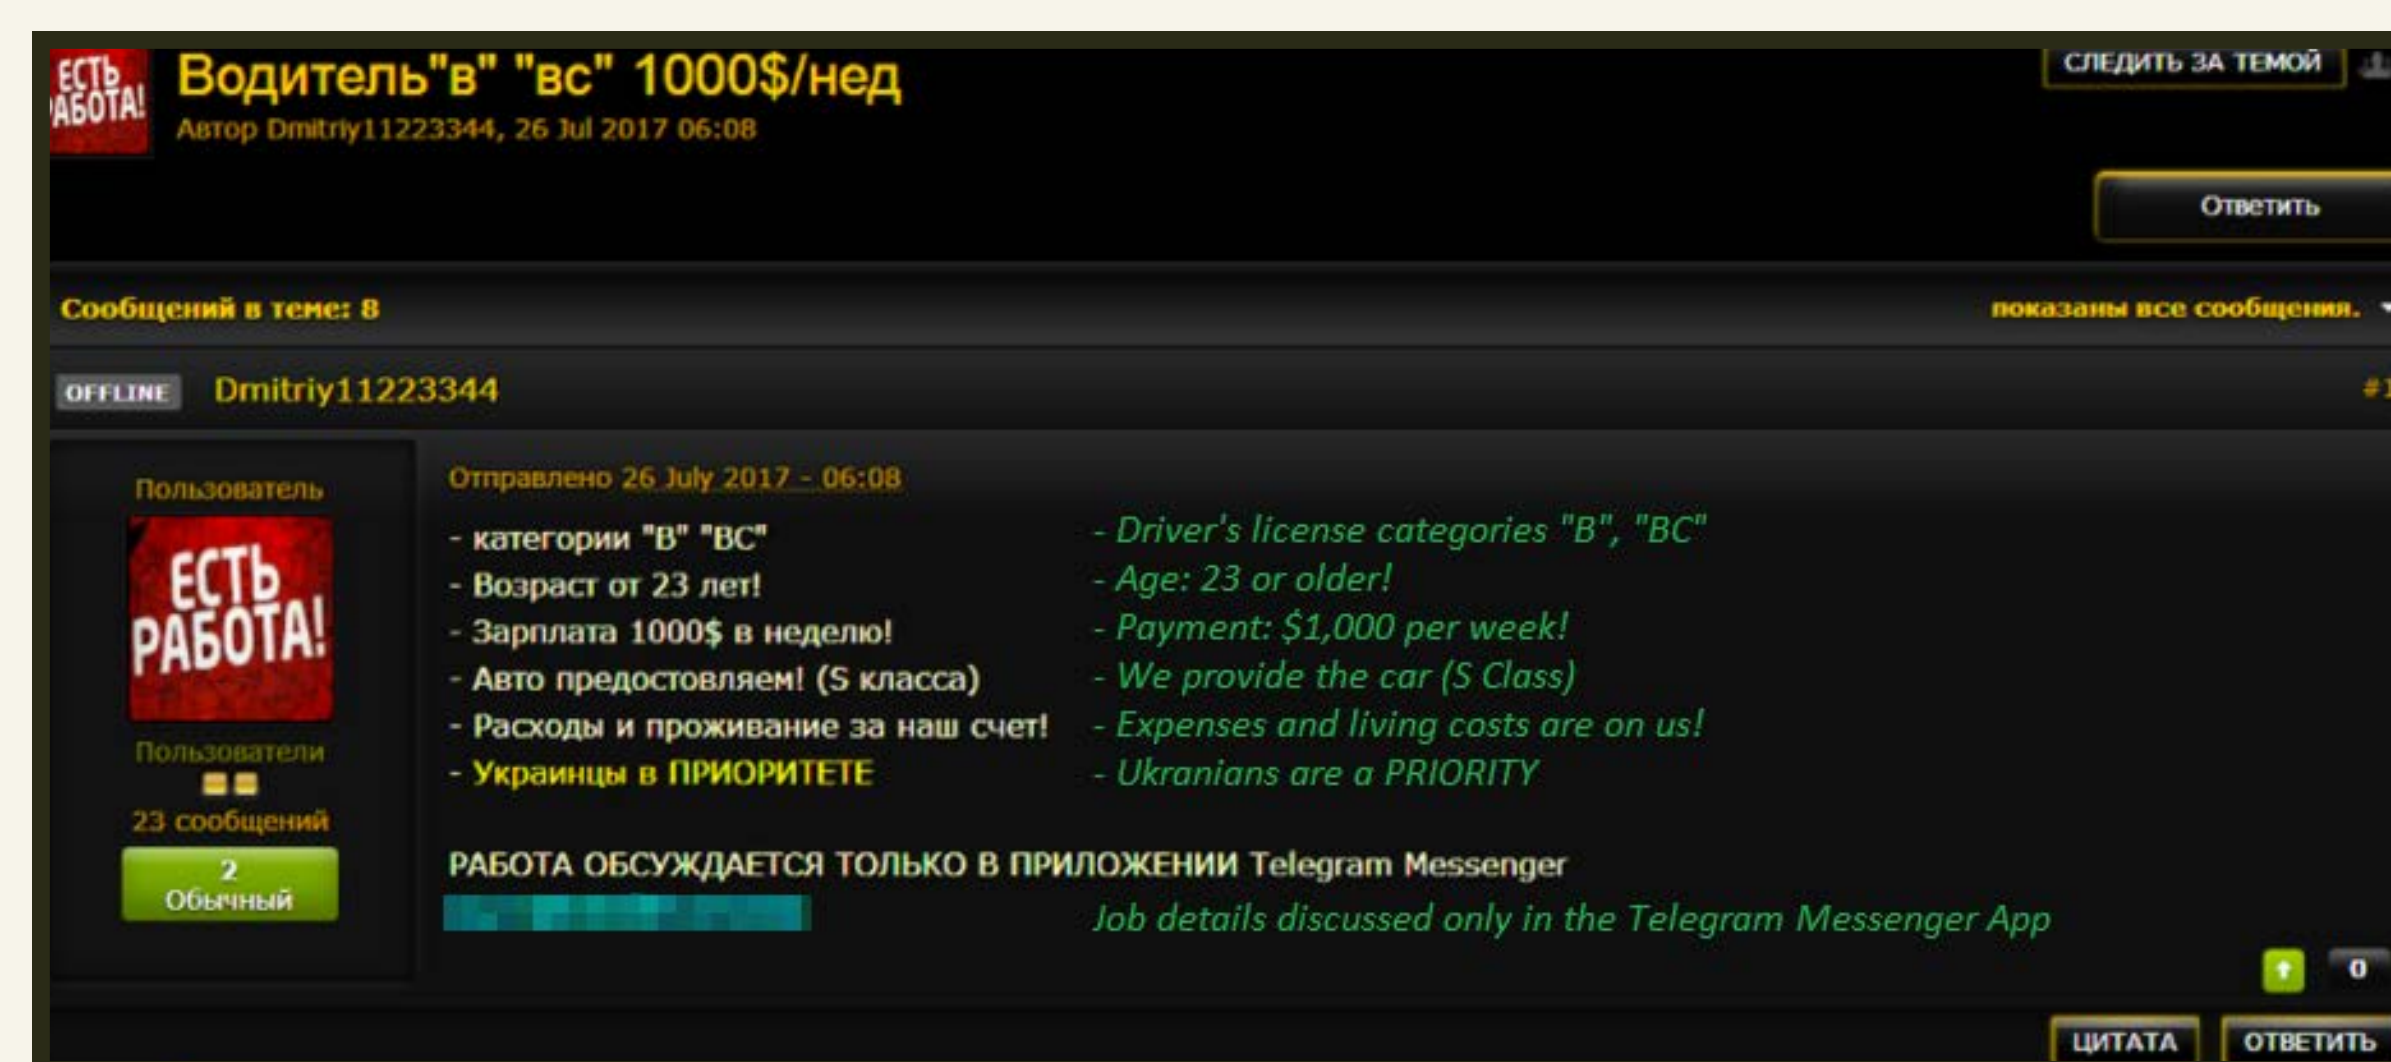 ЕСТЬ
РАБОТА!
Водитель"в" "вс" 1000$/нед
СЛЕДИТЬ ЗА ТЕМОЙ
Автор Dmitriy11223344, 26 Jul 2017 06:08
Ответить
Сообщений в теме: 8
показаны все сообщения.
OFFLINE Dmitriy11223344
#1
Пользователь
ЕСТЬ
РАБОТА!
Пользователи
23 сообщений
2
Обычный
Отправлено 26 July 2017 - 06:08
- категории "B" "BC"
- Driver's license categories "B", "BC"
- Возраст от 23 лет!
- Age: 23 or older!
- Зарплата 1000$ в неделю!
- Payment: $1,000 per week!
- Авто предостовляем! (S класса)
- We provide the car (S Class)
- Расходы и проживание за наш счет!
- Expenses and living costs are on us!
- Украинцы в ПРИОРИТЕТЕ
- Ukranians are a PRIORITY
РАБОТА ОБСУЖДАЕТСЯ ТОЛЬКО В ПРИЛОЖЕНИИ Telegram Messenger
Job details discussed only in the Telegram Messenger App
0
ЦИТАТА
ОТВЕТИТЬ